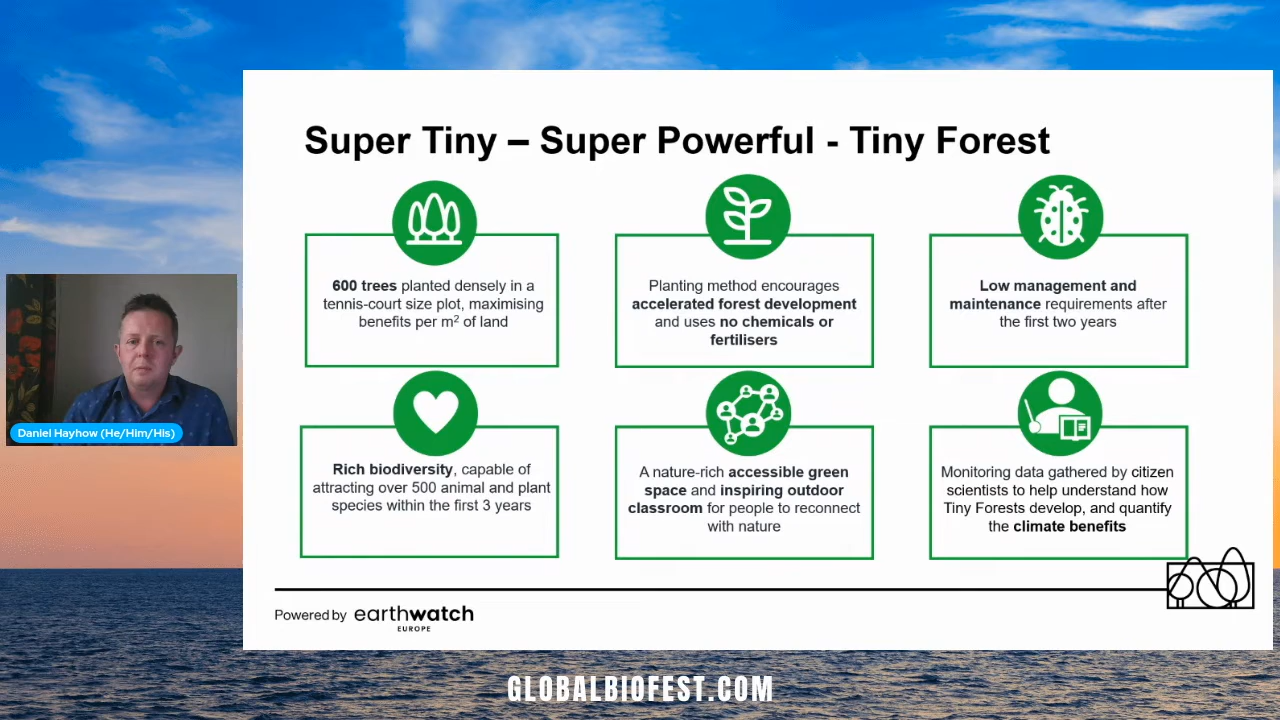 Super Tiny – Super Powerful - Tiny Forest
600 trees planted densely in a
tennis-court size plot, maximising
benefits per m² of land
Planting method encourages
accelerated forest development
and uses no chemicals or
fertilisers
Low management and
maintenance requirements after
the first two years
Rich biodiversity, capable of
attracting over 500 animal and plant
species within the first 3 years
A nature-rich accessible green
space and inspiring outdoor
classroom for people to reconnect
with nature
Monitoring data gathered by citizen
scientists to help understand how
Tiny Forests develop, and quantify
the climate benefits
Daniel Hayhow (He/Him/His)
Powered by earthwatch
EUROPE
GLOBALBIOFEST.COM